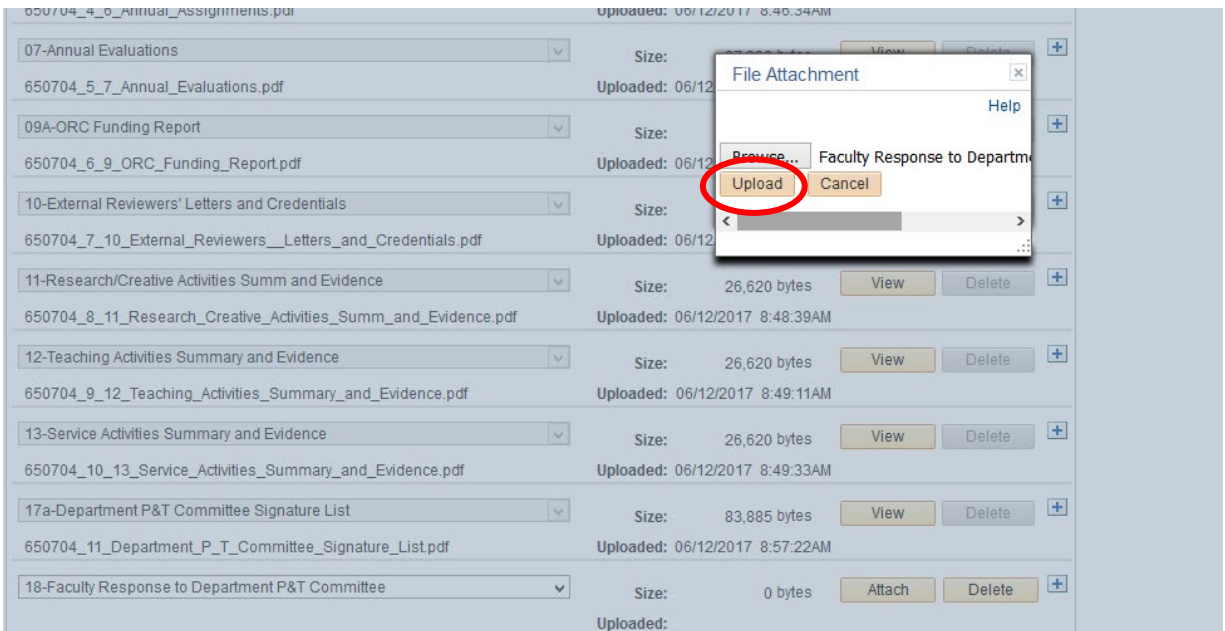 650704_4_6_Annual_Assignments.pdf Uploaded: 06/12/2017 8:46:34AM
07-Annual Evaluations Size: bytes View Delete
650704_5_7_Annual_Evaluations.pdf Uploaded: 06/12
File Attachment
Help
09A-ORC Funding Report Size:
650704_6_9_ORC_Funding_Report.pdf Uploaded: 06/12
Browse... Faculty Response to Departme
Upload Cancel
10-External Reviewers' Letters and Credentials Size:
650704_7_10_External_Reviewers__Letters_and_Credentials.pdf Uploaded: 06/12
11-Research/Creative Activities Summ and Evidence Size: 26,620 bytes View Delete
650704_8_11_Research_Creative_Activities_Summ_and_Evidence.pdf Uploaded: 06/12/2017 8:48:39AM
12-Teaching Activities Summary and Evidence Size: 26,620 bytes View Delete
650704_9_12_Teaching_Activities_Summary_and_Evidence.pdf Uploaded: 06/12/2017 8:49:11AM
13-Service Activities Summary and Evidence Size: 26,620 bytes View Delete
650704_10_13_Service_Activities_Summary_and_Evidence.pdf Uploaded: 06/12/2017 8:49:33AM
17a-Department P&T Committee Signature List Size: 83,885 bytes View Delete
650704_11_Department_P_T_Committee_Signature_List.pdf Uploaded: 06/12/2017 8:57:22AM
18-Faculty Response to Department P&T Committee Size: 0 bytes Attach Delete
Uploaded: